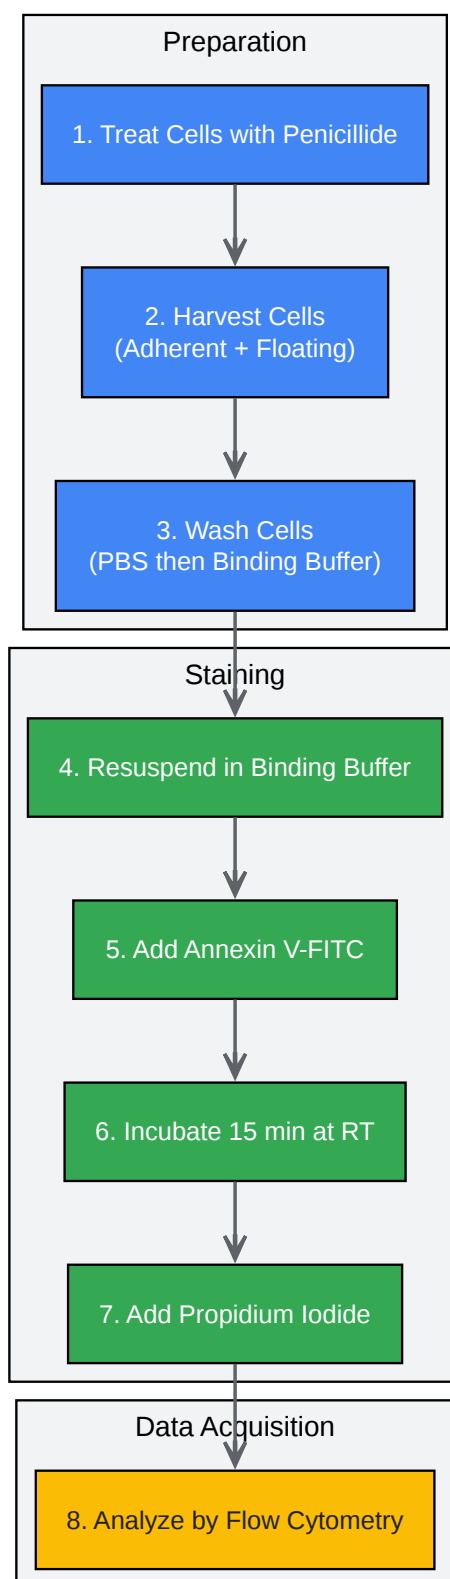 Preparation
1. Treat Cells with Penicillide
2. Harvest Cells
(Adherent + Floating)
3. Wash Cells
(PBS then Binding Buffer)
Staining
4. Resuspend in Binding Buffer
5. Add Annexin V-FITC
6. Incubate 15 min at RT
7. Add Propidium Iodide
Data Acquisition
8. Analyze by Flow Cytometry